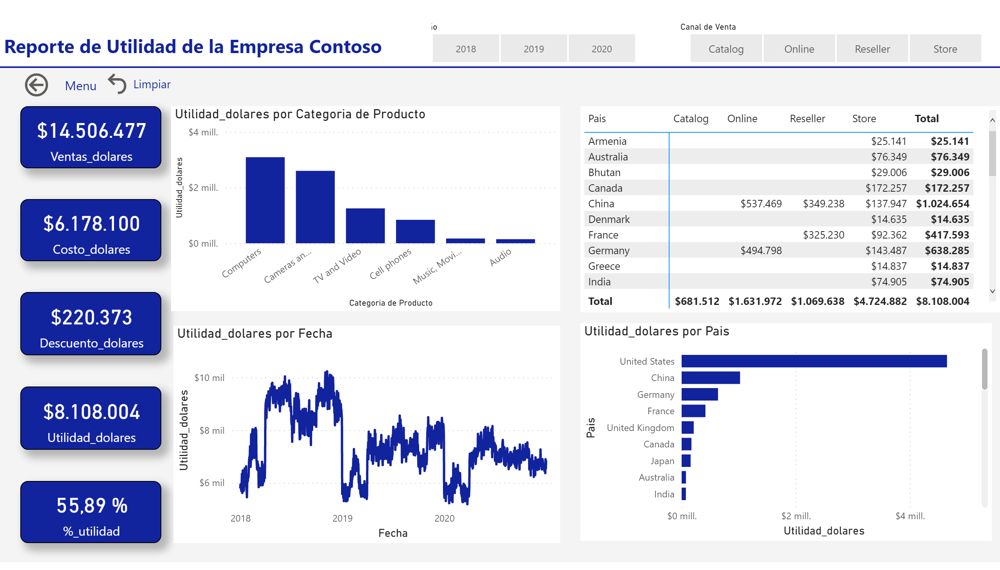 Reporte de Utilidad de la Empresa Contoso
2018 2019 2020
Canal de Venta
Catalog Online Reseller Store
Menu Limpiar
$14.506.477
Ventas_dolares
$6.178.100
Costo_dolares
$220.373
Descuento_dolares
$8.108.004
Utilidad_dolares
55,89 %
%_utilidad
Utilidad_dolares por Categoria de Producto
Utilidad_dolares
$4 mill.
$2 mill.
$0 mill.
Computers
Cameras an...
TV and Video
Cell phones
Music, Movi...
Audio
Categoria de Producto
Pais Catalog Online Reseller Store Total
Armenia $25.141 $25.141
Australia $76.349 $76.349
Bhutan $29.006 $29.006
Canada $172.257 $172.257
China $537.469 $349.238 $137.947 $1.024.654
Denmark $14.635 $14.635
France $325.230 $92.362 $417.593
Germany $494.798 $143.487 $638.285
Greece $14.837 $14.837
India $74.905 $74.905
Total $681.512 $1.631.972 $1.069.638 $4.724.882 $8.108.004
Utilidad_dolares por Fecha
Utilidad_dolares
$10 mil
$8 mil
$6 mil
2018 2019 2020
Fecha
Utilidad_dolares por Pais
Pais
United States
China
Germany
France
United Kingdom
Canada
Japan
Australia
India
$0 mill. $2 mill. $4 mill.
Utilidad_dolares